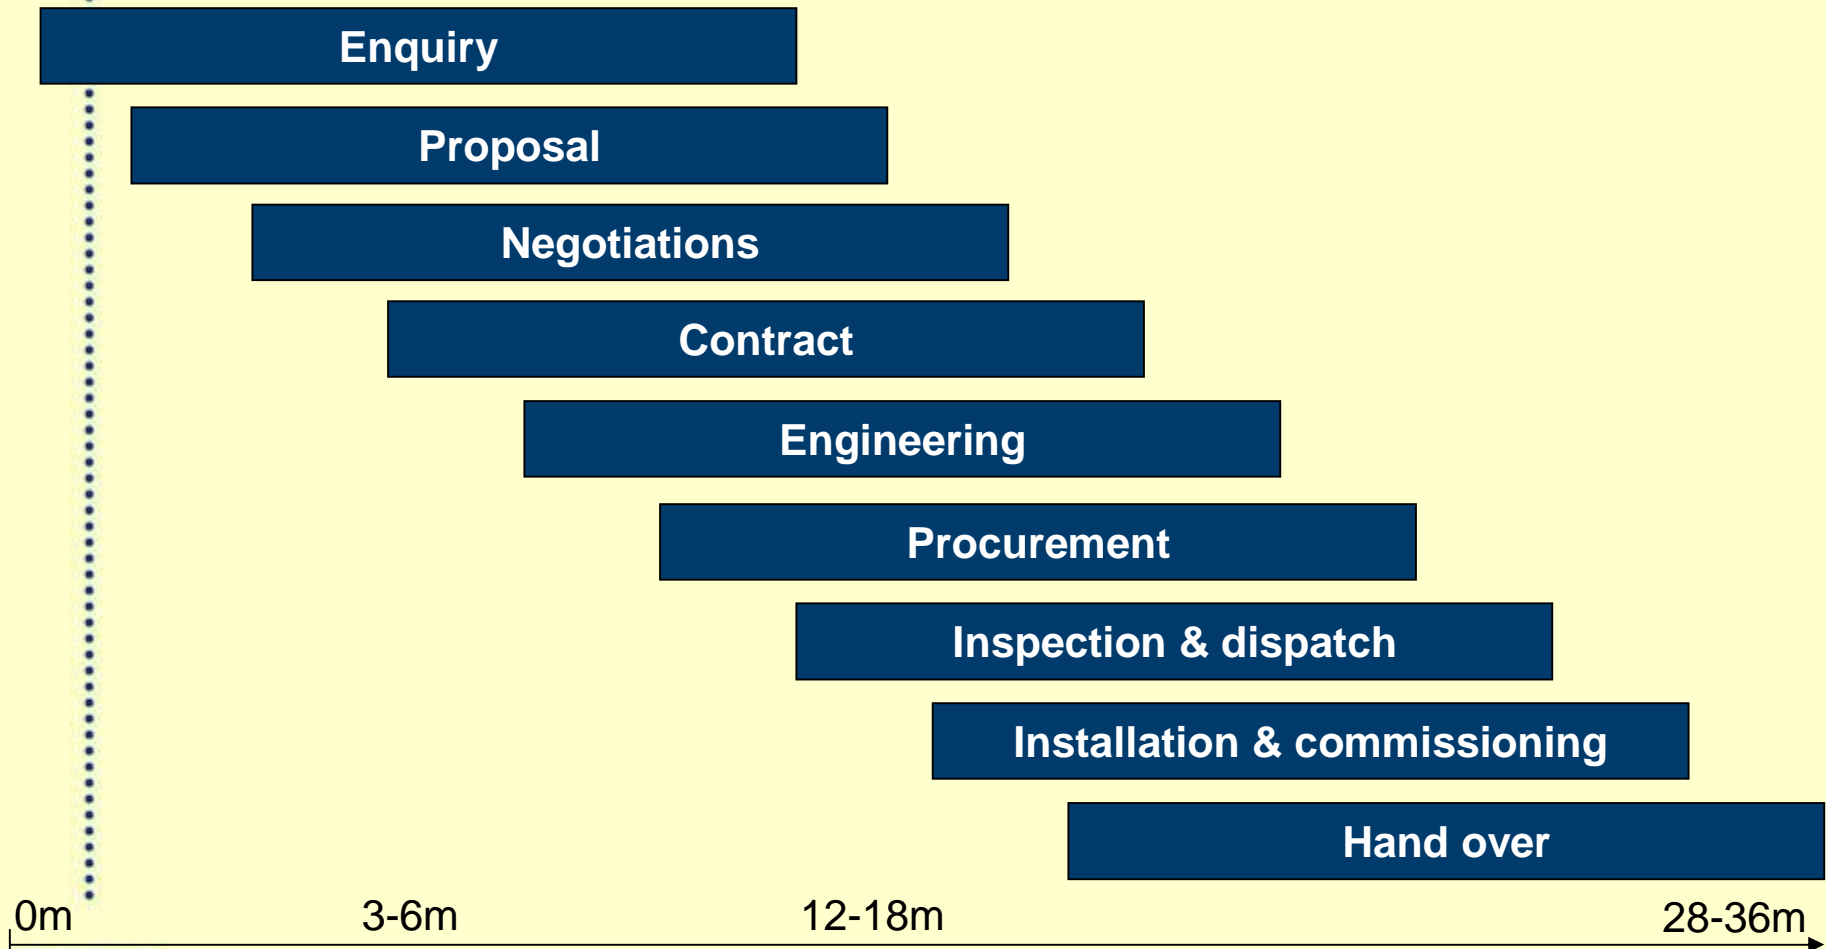 Enquiry
Proposal
Negotiations
Contract
Engineering
Procurement
Inspection & dispatch
Installation & commissioning
Hand over
0m 3-6m 12-18m 28-36m